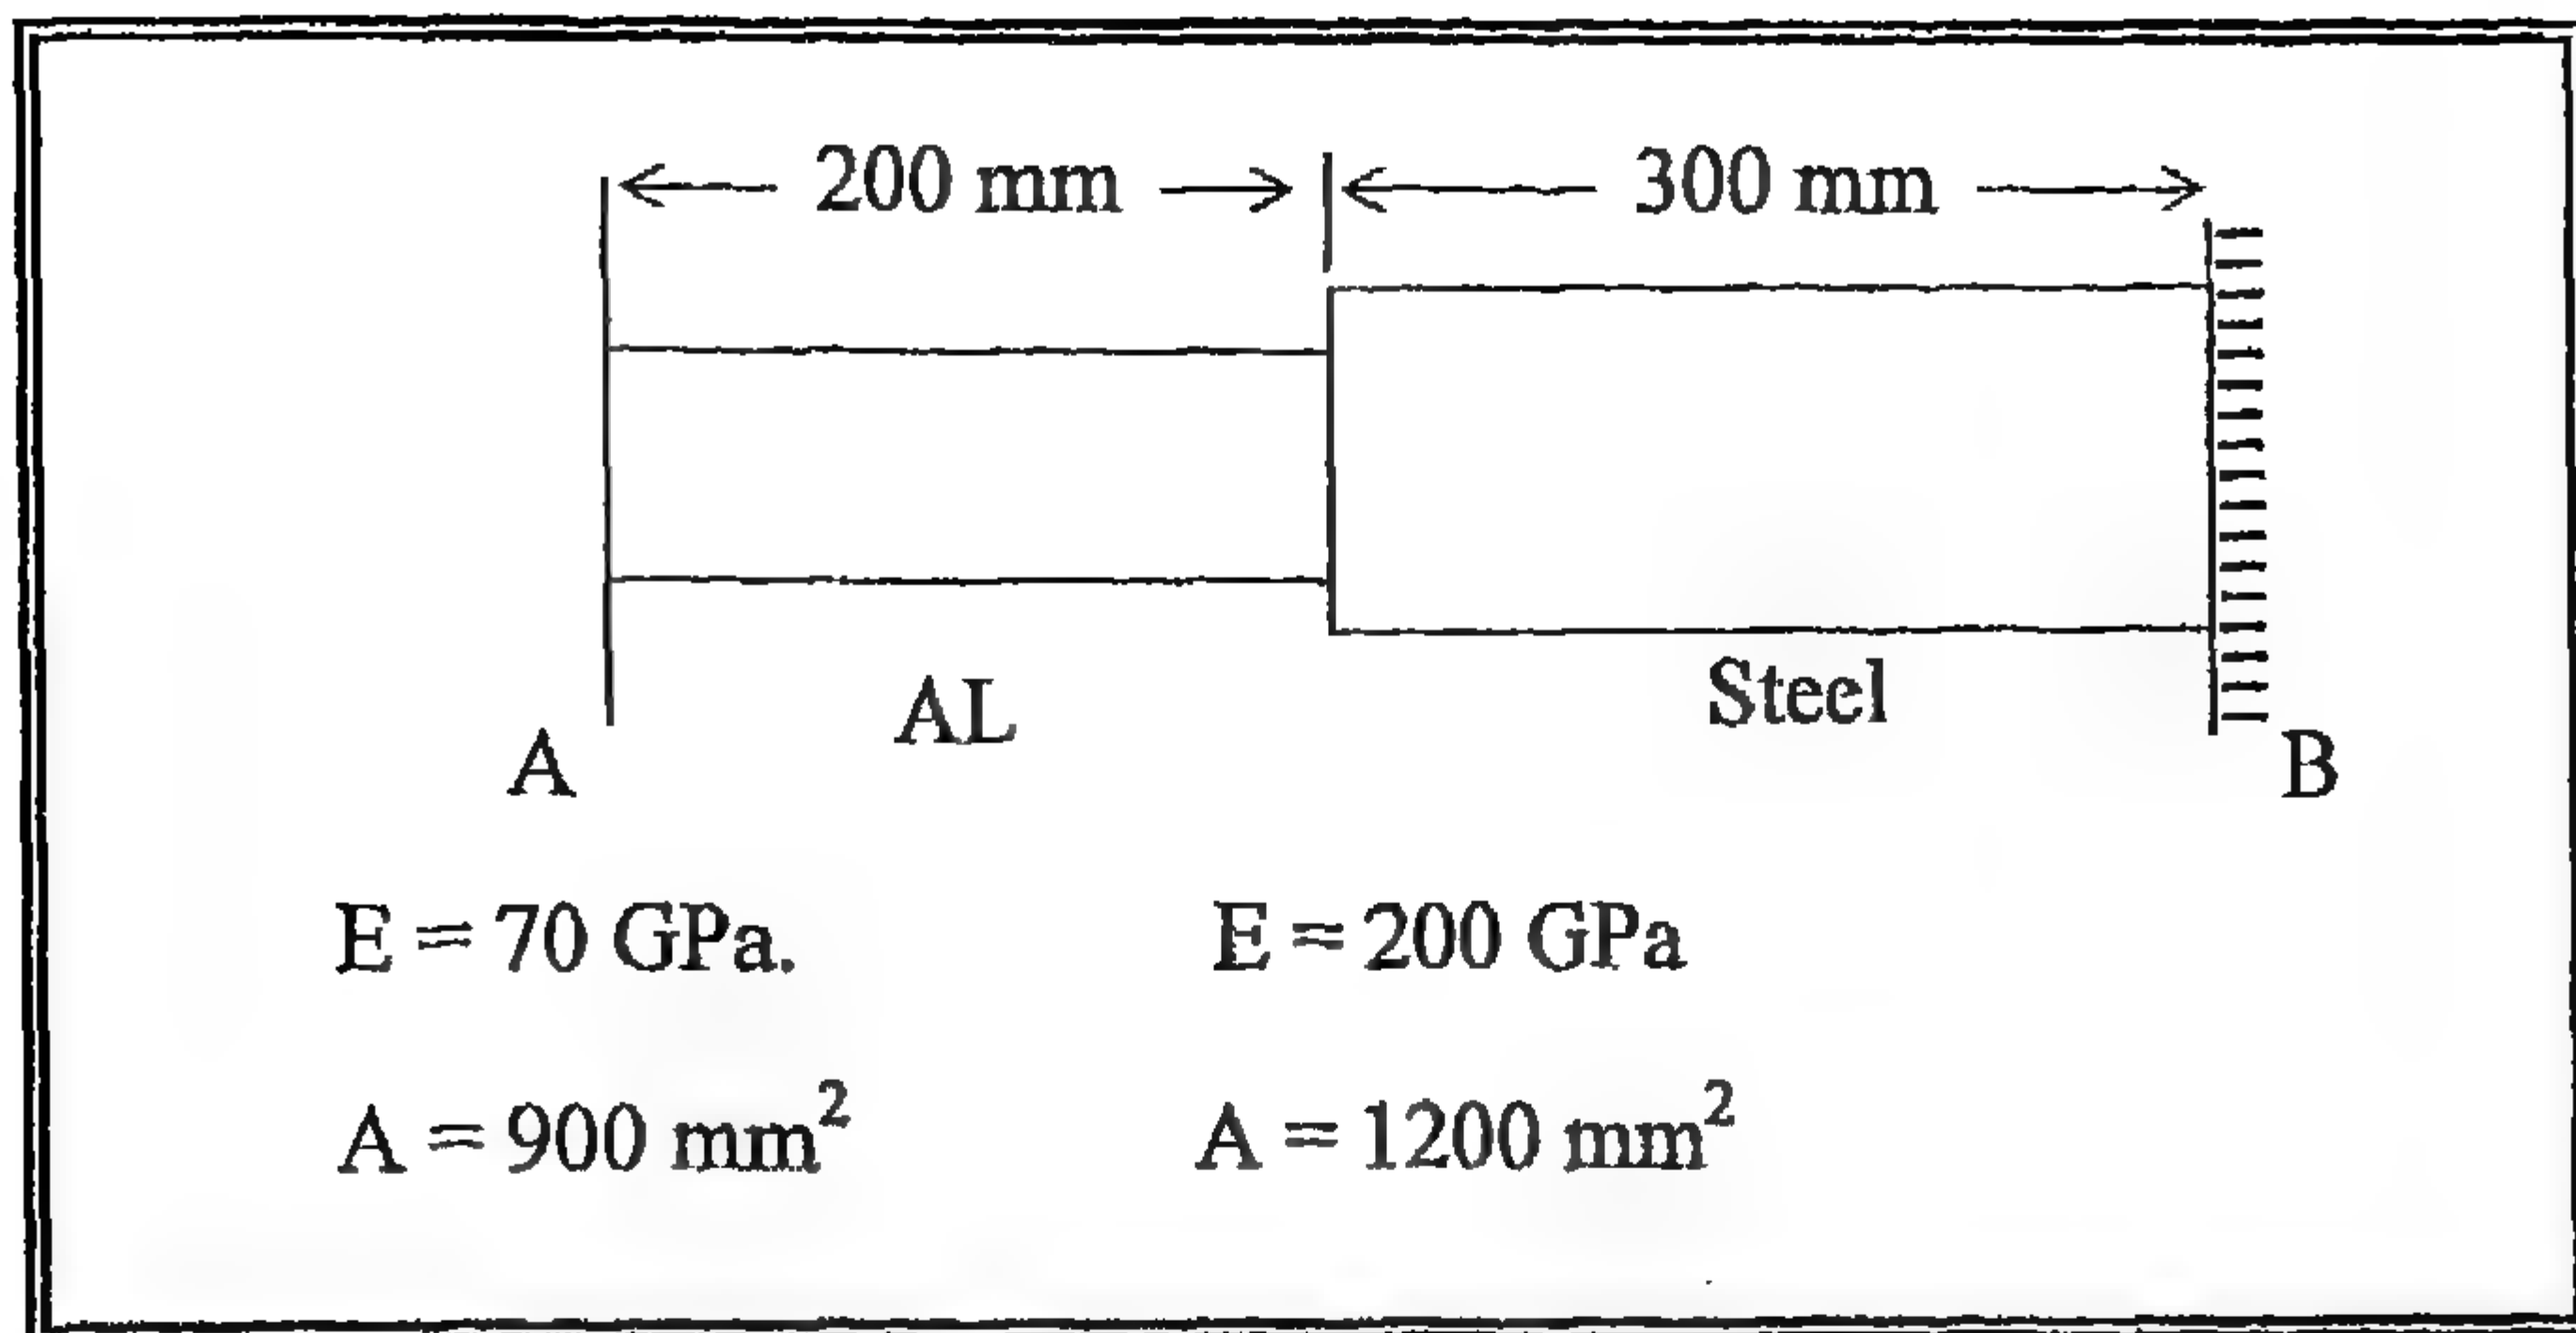 200 mm 300 mm
AL Steel
A B
E = 70 GPa. E = 200 GPa
A = 900 mm² A = 1200 mm²